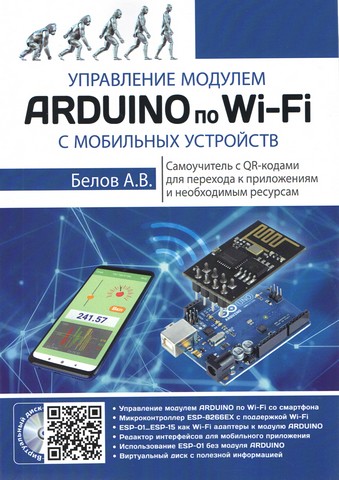 УПРАВЛЕНИЕ МОДУЛЕМ
ARDUINO по Wi-Fi
С МОБИЛЬНЫХ УСТРОЙСТВ
Белов А.В.
Самоучитель с QR-кодами
для перехода к приложениям
и необходимым ресурсам
241.57
Виртуальный диск
• Управление модулем ARDUINO по Wi-Fi со смартфона
• Микроконтроллер ESP-8266EX с поддержкой Wi-Fi
• ESP-01...ESP-15 как Wi-Fi адаптеры к модулю ARDUINO
• Редактор интерфейсов для мобильного приложения
• Использование ESP-01 без модуля ARDUINO
• Виртуальный диск с полезной информацией